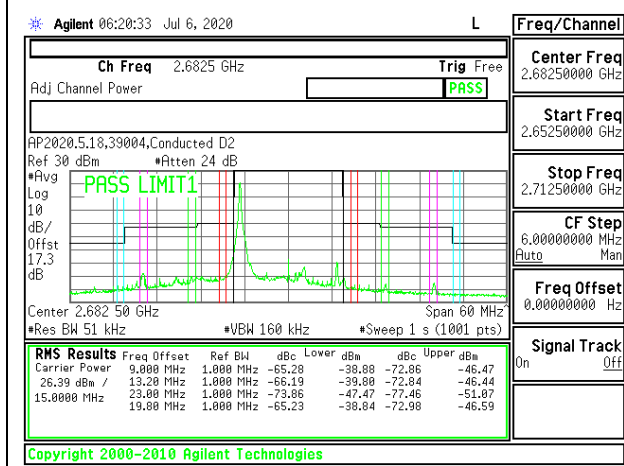 Agilent 06:20:33 Jul 6, 2020 L
Ch Freq 2.6825 GHz Trig Free
Adj Channel Power PASS
AP2020.5.18,39004,Conducted D2
Ref 30 dBm #Atten 24 dB
#Avg
Log
10
dB/
Offst
17.3
dB
PASS LIMIT1
Center 2.682 50 GHz Span 60 MHz^
#Res BW 51 kHz #VBW 160 kHz #Sweep 1 s (1001 pts)
RMS Results Freq Offset Ref BW dBc Lower dBm dBc Upper dBm
Carrier Power 9.000 MHz 1.000 MHz -65.28 -38.88 -72.86 -46.47
26.39 dBm / 13.20 MHz 1.000 MHz -66.19 -39.80 -72.84 -46.44
15.0000 MHz 23.00 MHz 1.000 MHz -73.86 -47.47 -77.46 -51.07
19.80 MHz 1.000 MHz -65.23 -38.84 -72.98 -46.59
Copyright 2000-2010 Agilent Technologies
Freq/Channel
Center Freq
2.68250000 GHz
Start Freq
2.65250000 GHz
Stop Freq
2.71250000 GHz
CF Step
6.00000000 MHz
Auto Man
Freq Offset
0.00000000 Hz
Signal Track
On Off